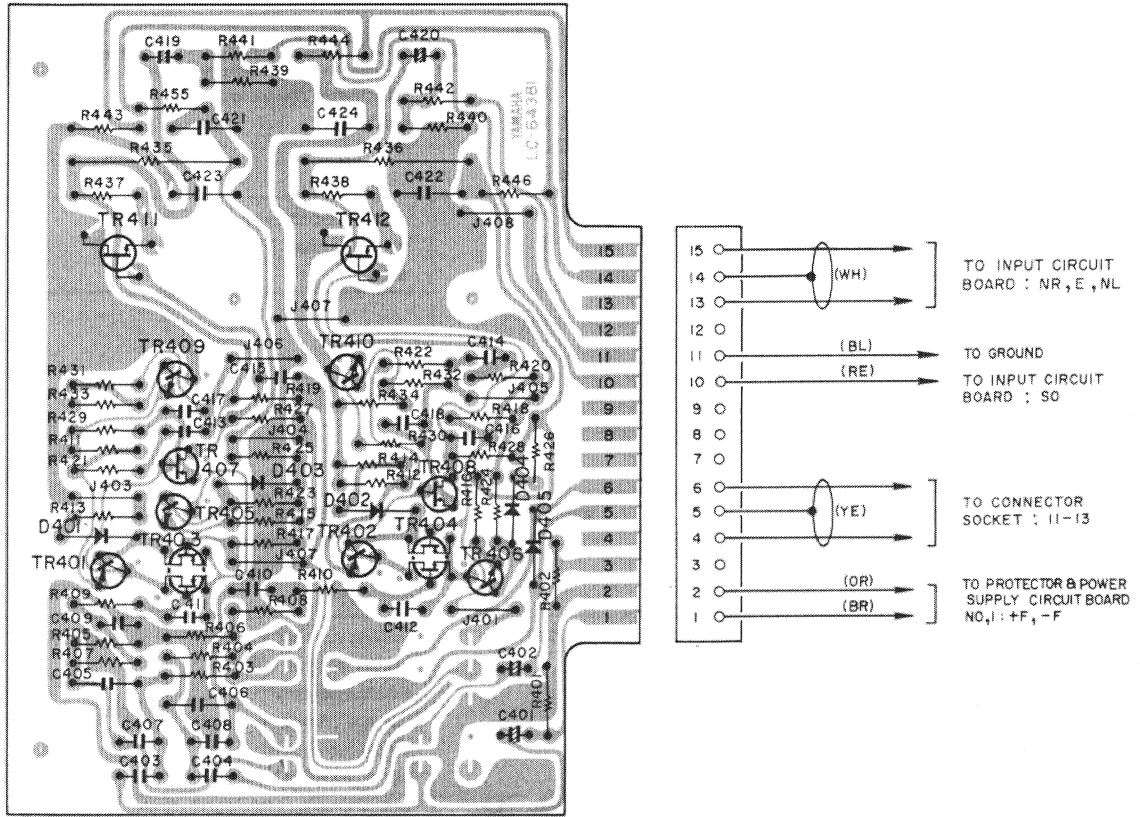 C419 R441 R444 C420
R439
R442
R455
R443 C421 C424 R440
YAMAHA
LC-64381
R435 R436
R437 C423 R438 C422 R446
TR411 TR412 J408
J407
TR409 J406 TR410 C414
C415 R422 R420
R431 R419 R432 J405
R433 C417 R427 R434 R418
R429 C413 J404 C418 C416
R411 TR R425 R430 R428 R426
R421 407 D403 R414 TR408
J403 R423 R412 R416 R424 D404
R413 TR405 R415 D402 D405
D401 TR403 R417 TR402 TR404
TR401 J407 TR406
R409 C410 R410 R402
C409 C411 R408 C412 J401
R405 R406
R407 R404 C402
C405 R403 R401
C406
C407 C408 C401
C403 C404
15
14
13
12
11
10
9
8
7
6
5
4
3
2
1
15
14 (WH)
13
TO INPUT CIRCUIT
BOARD : NR, E, NL
12
11 (BL) TO GROUND
10 (RE) TO INPUT CIRCUIT
BOARD : SO
9
8
7
6
5 (YE)
4
TO CONNECTOR
SOCKET : 11-13
3
2 (OR)
1 (BR)
TO PROTECTOR & POWER
SUPPLY CIRCUIT BOARD
NO, 1 : +F, -F